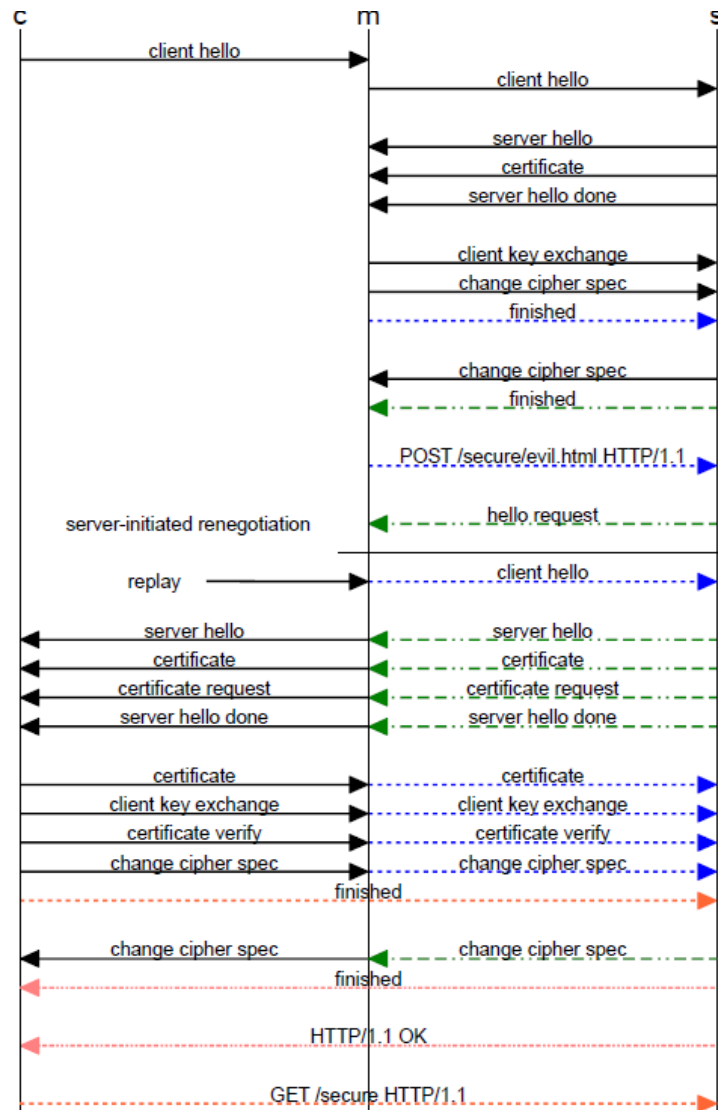 c m s
client hello
client hello
server hello
certificate
server hello done
client key exchange
change cipher spec
finished
change cipher spec
finished
POST /secure/evil.html HTTP/1.1
server-initiated renegotiation hello request
replay client hello
server hello server hello
certificate certificate
certificate request certificate request
server hello done server hello done
certificate certificate
client key exchange client key exchange
certificate verify certificate verify
change cipher spec change cipher spec
finished
change cipher spec change cipher spec
finished
HTTP/1.1 OK
GET /secure HTTP/1.1